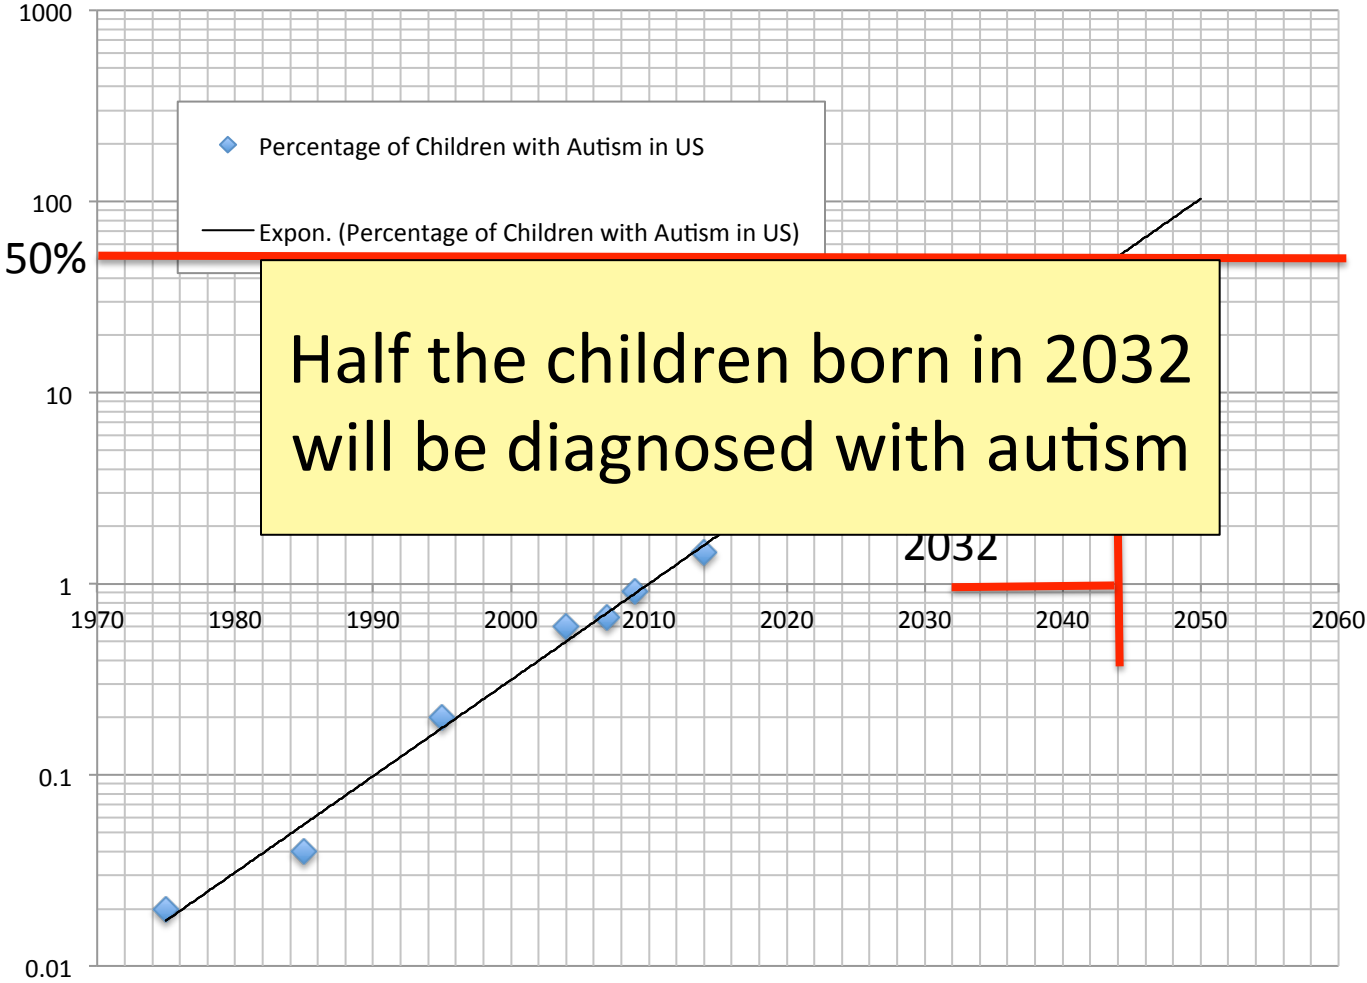 1000
Percentage of Children with Autism in US
100
Expon. (Percentage of Children with Autism in US)
50%
Half the children born in 2032
will be diagnosed with autism
10
2032
1
1970 1980 1990 2000 2010 2020 2030 2040 2050 2060
0.1
0.01